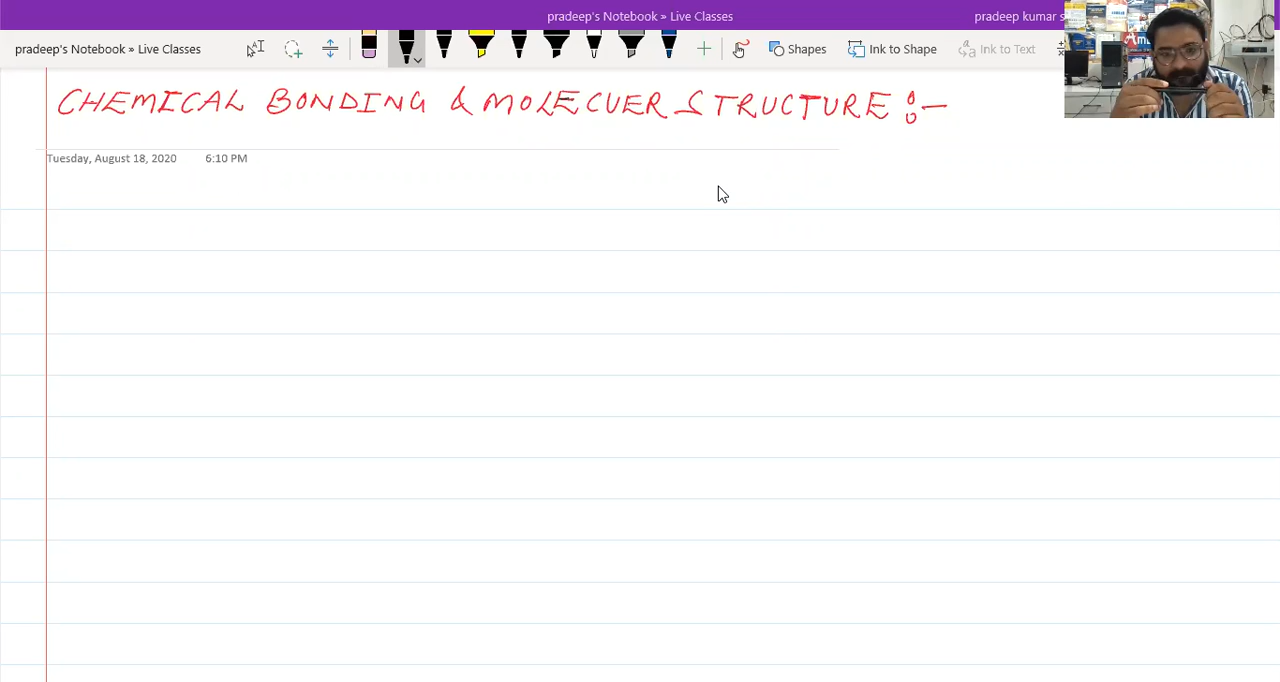 pradeep's Notebook » Live Classes
pradeep kumar s
pradeep's Notebook » Live Classes
Shapes
Ink to Shape
Ink to Text
CHEMICAL BONDING & MOLECUER STRUCTURE :-
Tuesday, August 18, 2020 6:10 PM